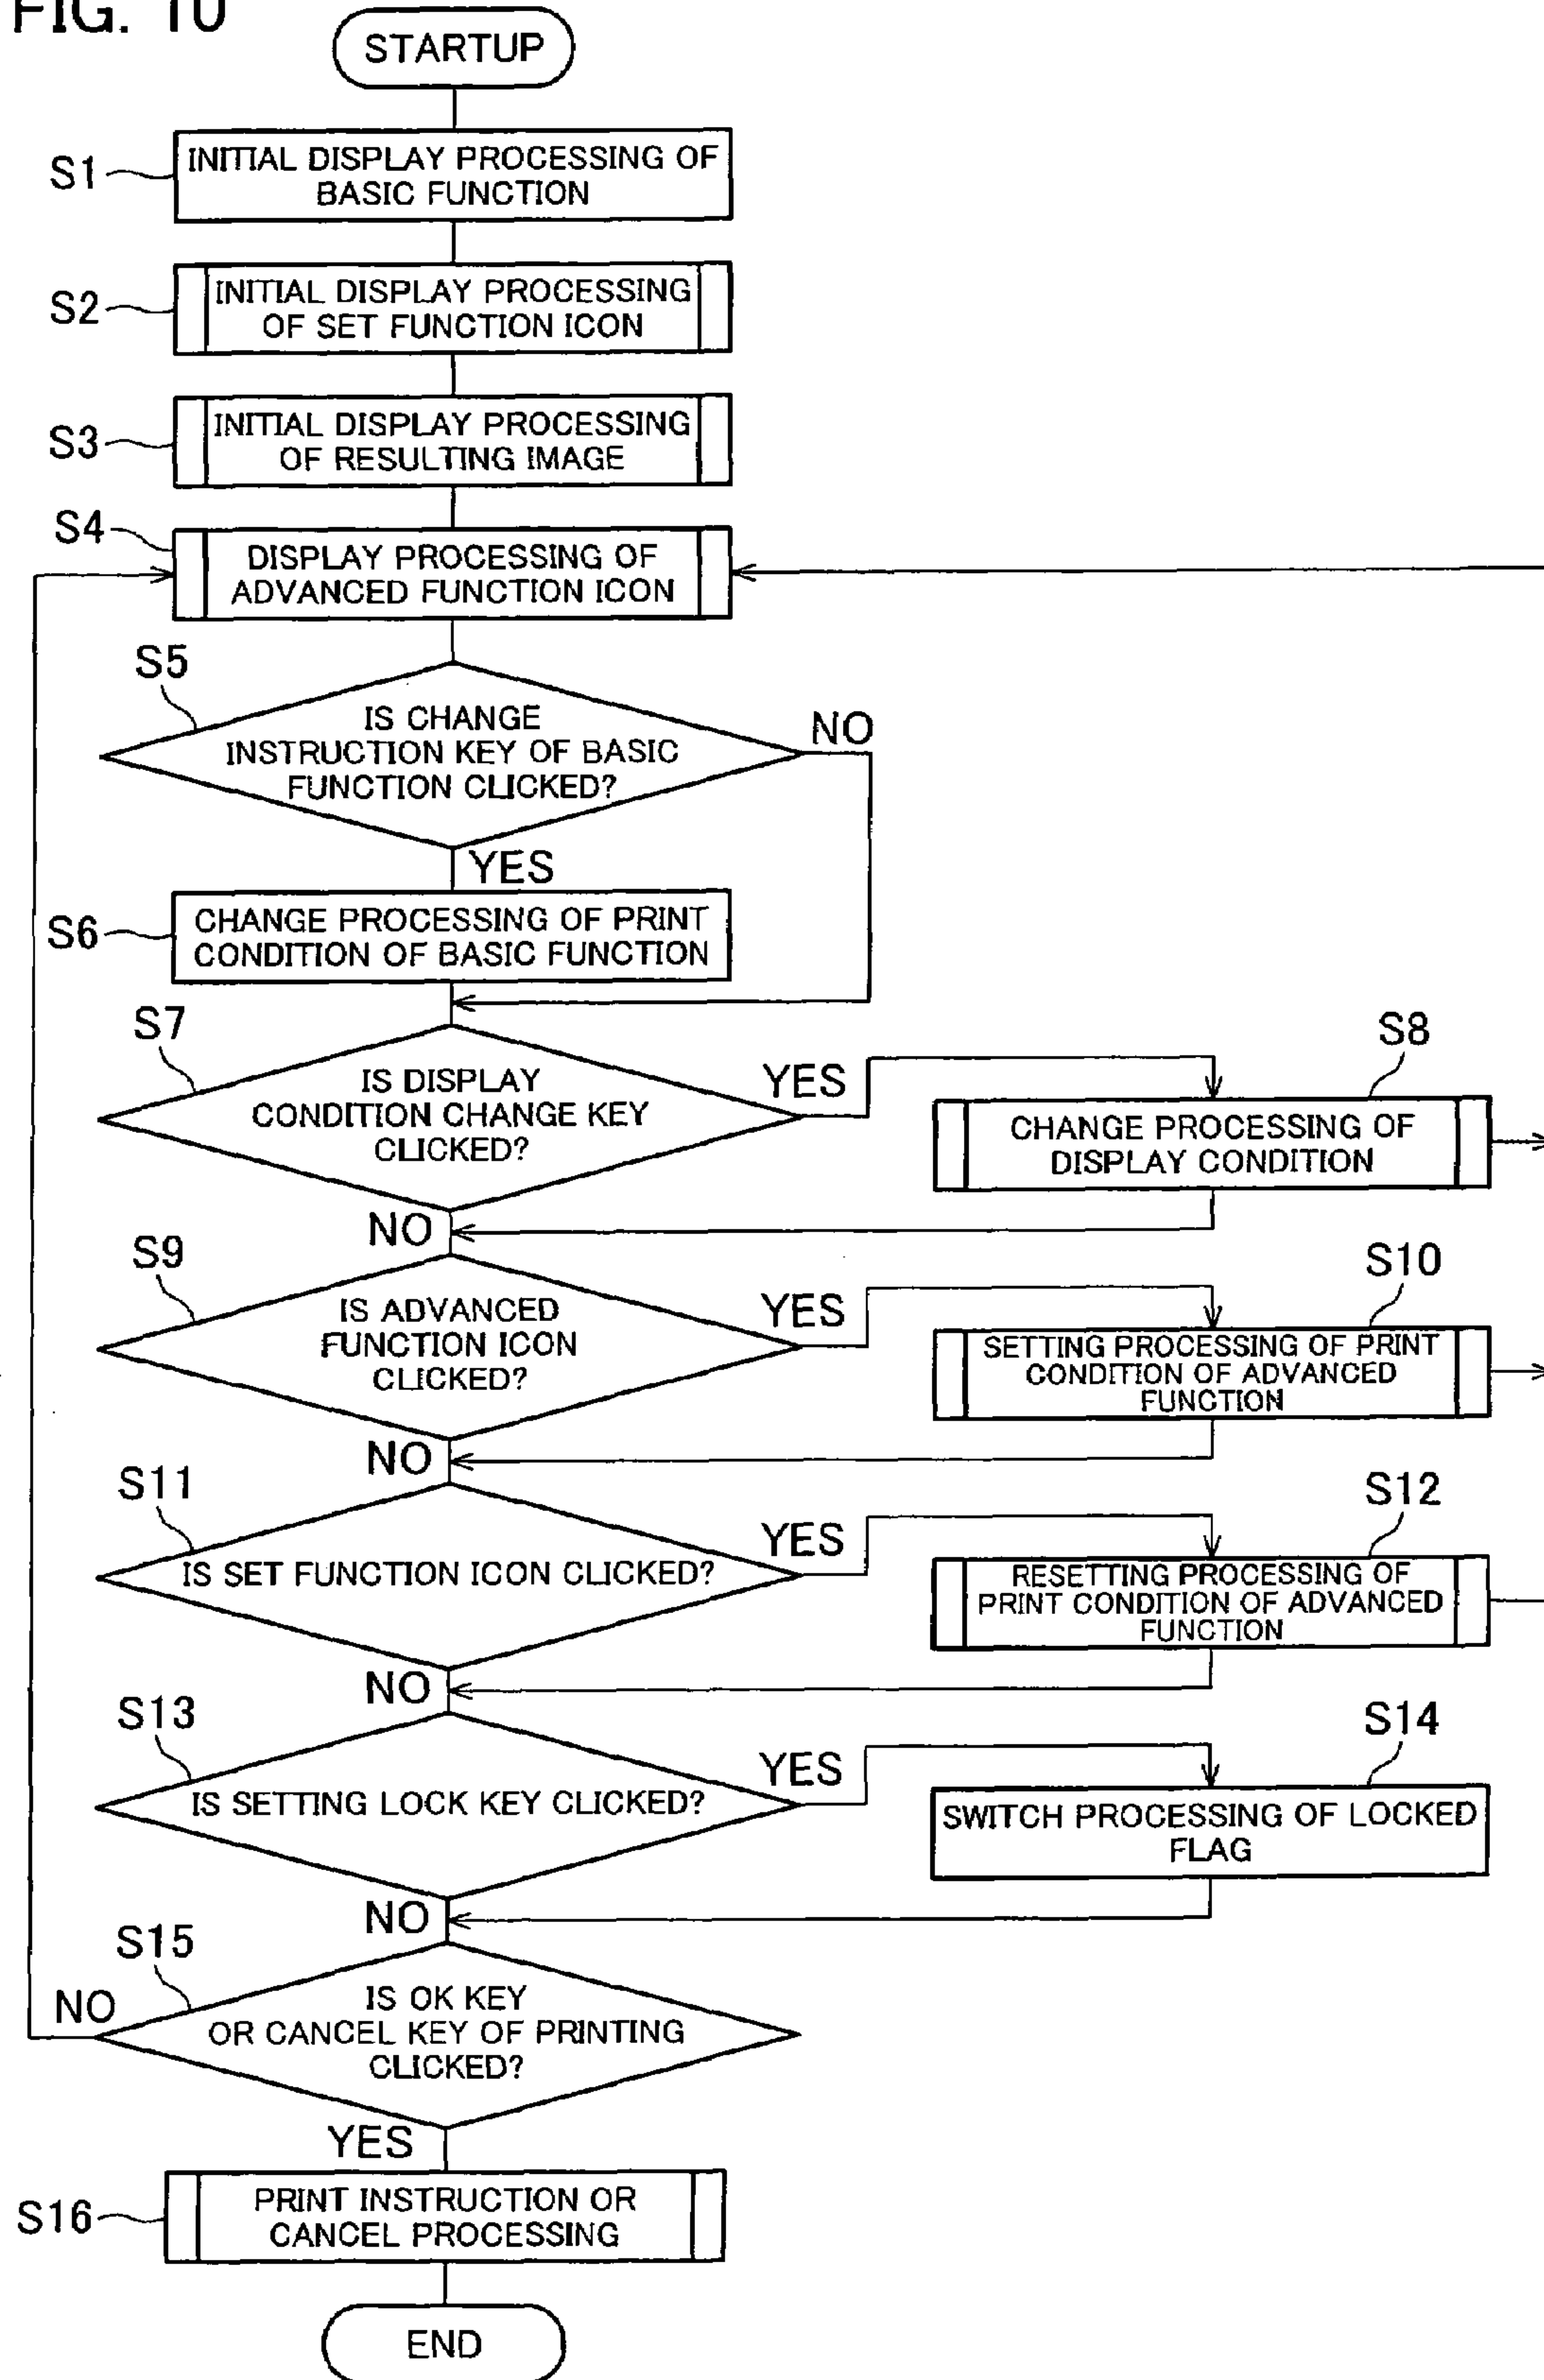 FIG. 10
STARTUP
S1
INITIAL DISPLAY PROCESSING OF
BASIC FUNCTION
S2
INITIAL DISPLAY PROCESSING
OF SET FUNCTION ICON
S3
INITIAL DISPLAY PROCESSING
OF RESULTING IMAGE
S4
DISPLAY PROCESSING OF
ADVANCED FUNCTION ICON
S5
IS CHANGE
INSTRUCTION KEY OF BASIC
FUNCTION CLICKED?
NO
YES
S6
CHANGE PROCESSING OF PRINT
CONDITION OF BASIC FUNCTION
S7
IS DISPLAY
CONDITION CHANGE KEY
CLICKED?
YES
S8
CHANGE PROCESSING OF
DISPLAY CONDITION
NO
S9
IS ADVANCED
FUNCTION ICON
CLICKED?
YES
S10
SETTING PROCESSING OF PRINT
CONDITION OF ADVANCED
FUNCTION
NO
S11
IS SET FUNCTION ICON CLICKED?
YES
S12
RESETTING PROCESSING OF
PRINT CONDITION OF ADVANCED
FUNCTION
NO
S13
IS SETTING LOCK KEY CLICKED?
YES
S14
SWITCH PROCESSING OF LOCKED
FLAG
NO
S15
IS OK KEY
OR CANCEL KEY OF PRINTING
CLICKED?
NO
YES
S16
PRINT INSTRUCTION OR
CANCEL PROCESSING
END